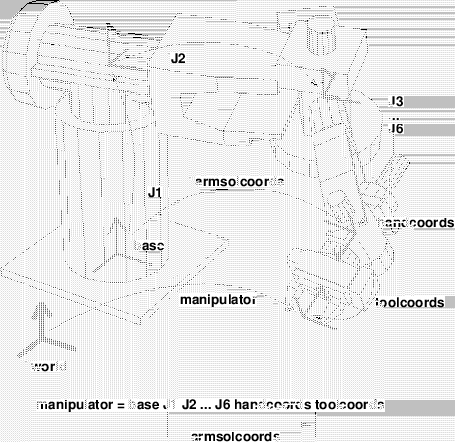 J2
J3
...
J6
armsolcoords
J1
handcoords
base
manipulator
toolcoords
world
manipulator = base J1 J2 ... J6 handcoords toolcoords
armsolcoords